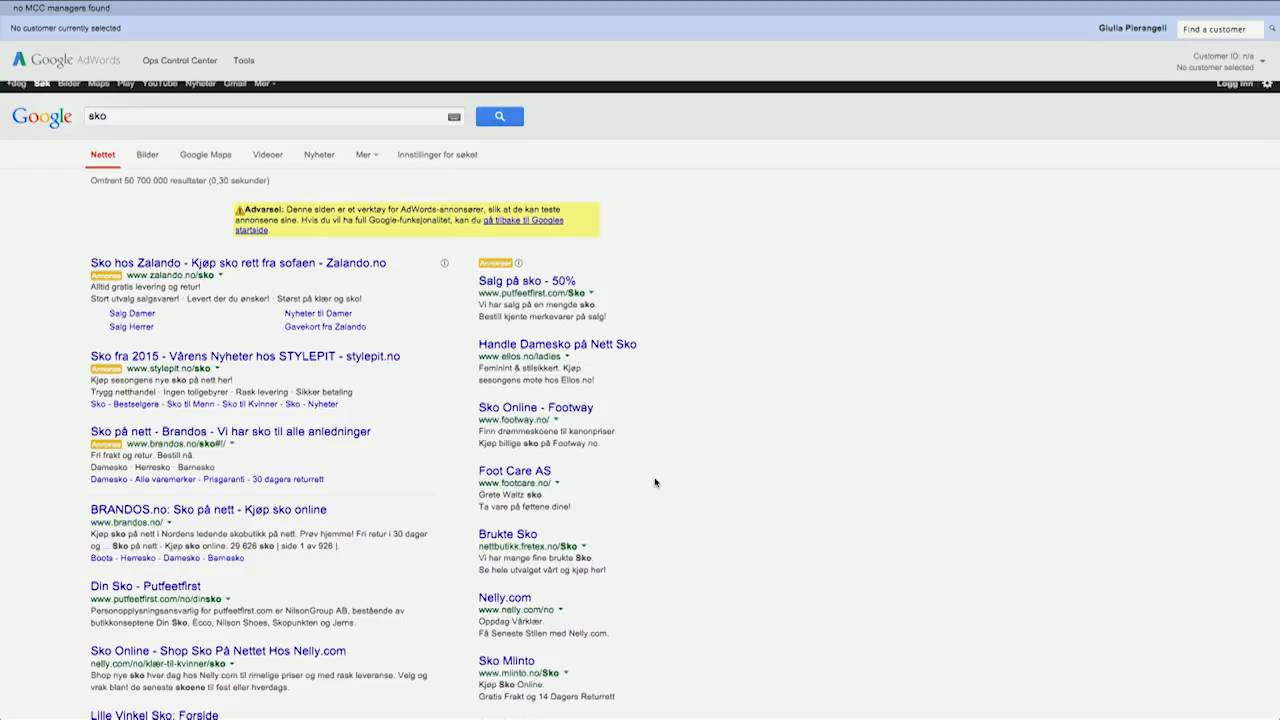 no MCC managers found
No customer currently selected
Giulia Pierangeli
Find a customer
Google AdWords
Ops Control Center
Tools
Customer ID: n/a
No customer selected
+deg Søk Bilder Maps Play YouTube Nyheter Gmail Mer
Logg inn
Google
sko
Nettet
Bilder
Google Maps
Videoer
Nyheter
Mer
Innstillinger for søket
Omtrent 50 700 000 resultater (0,30 sekunder)
Advarsel: Denne siden er et verktøy for AdWords-annonsører, slik at de kan teste
annonsene sine. Hvis du vil ha full Google-funksjonalitet, kan du gå tilbake til Googles
startside.
Sko hos Zalando - Kjøp sko rett fra sofaen - Zalando.no
Annonse www.zalando.no/sko
Alltid gratis levering og retur!
Stort utvalg salgsvarer! · Levert der du ønsker! · Størst på klær og sko!
Salg Damer
Nyheter til Damer
Salg Herrer
Gavekort fra Zalando
Sko fra 2015 - Vårens Nyheter hos STYLEPIT - stylepit.no
Annonse www.stylepit.no/sko
Kjøp sesongens nye sko på nett her!
Trygg netthandel · Ingen tollgebyrer · Rask levering · Sikker betaling
Sko - Bestselgere - Sko til Menn - Sko til Kvinner - Sko - Nyheter
Sko på nett - Brandos - Vi har sko til alle anledninger
Annonse www.brandos.no/sko#!/
Fri frakt og retur. Bestill nå.
Damesko · Herresko · Barnesko
Damesko - Alle varemerker - Prisgaranti - 30 dagers returrett
BRANDOS.no: Sko på nett - Kjøp sko online
www.brandos.no/
Kjøp sko på nett i Nordens ledende skobutikk på nett. Prøv hjemme! Fri retur i 30 dager
og ... Sko på nett - Kjøp sko online. 29 626 sko | side 1 av 926 |.
Boots - Herresko - Damesko - Barnesko
Din Sko - Putfeetfirst
www.putfeetfirst.com/no/dinsko
Personopplysningsansvarlig for putfeetfirst.com er NilsonGroup AB, bestående av
butikkonseptene Din Sko, Ecco, Nilson Shoes, Skopunkten og Jerns.
Sko Online - Shop Sko På Nettet Hos Nelly.com
nelly.com/no/klær-til-kvinner/sko
Shop nye sko hver dag hos Nelly.com til rimelige priser og med rask leveranse. Velg og
vrak blant de seneste skoene til fest eller hverdags.
Lille Vinkel Sko: Forside
Annonser
Salg på sko - 50%
www.putfeetfirst.com/Sko
Vi har salg på en mengde sko.
Bestill kjente merkevarer på salg!
Handle Damesko på Nett Sko
www.ellos.no/ladies
Feminint & stilsikkert. Kjøp
sesongens mote hos Ellos.no!
Sko Online - Footway
www.footway.no/
Finn drømmeskoene til kanonpriser.
Kjøp billige sko på Footway.no.
Foot Care AS
www.footcare.no/
Grete Waitz sko
Ta vare på føttene dine!
Brukte Sko
nettbutikk.fretex.no/Sko
Vi har mange fine brukte Sko.
Se hele utvalget vårt og kjøp her!
Nelly.com
www.nelly.com/no
Oppdag Vårklær.
Få Seneste Stilen med Nelly.com.
Sko Miinto
www.miinto.no/Sko
Kjøp Sko Online.
Gratis Frakt og 14 Dagers Returrett